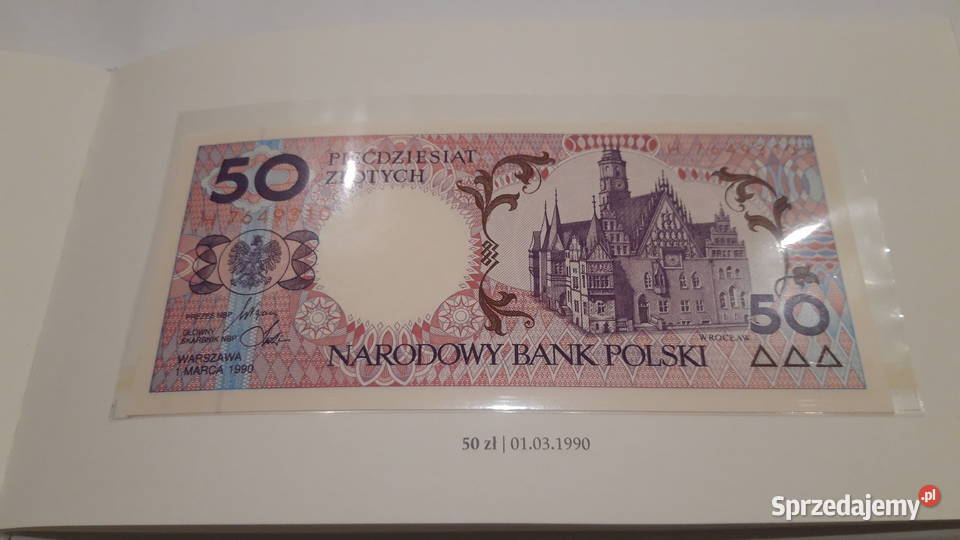 50
PIĘĆDZIESIĄT
ZŁOTYCH
7649310
PREZES NBP
GŁÓWNY
SKARBNIK NBP
WARSZAWA
1 MARCA 1990
NARODOWY BANK POLSKI
WROCŁAW
50
50 zł | 01.03.1990
Sprzedajemy.pl